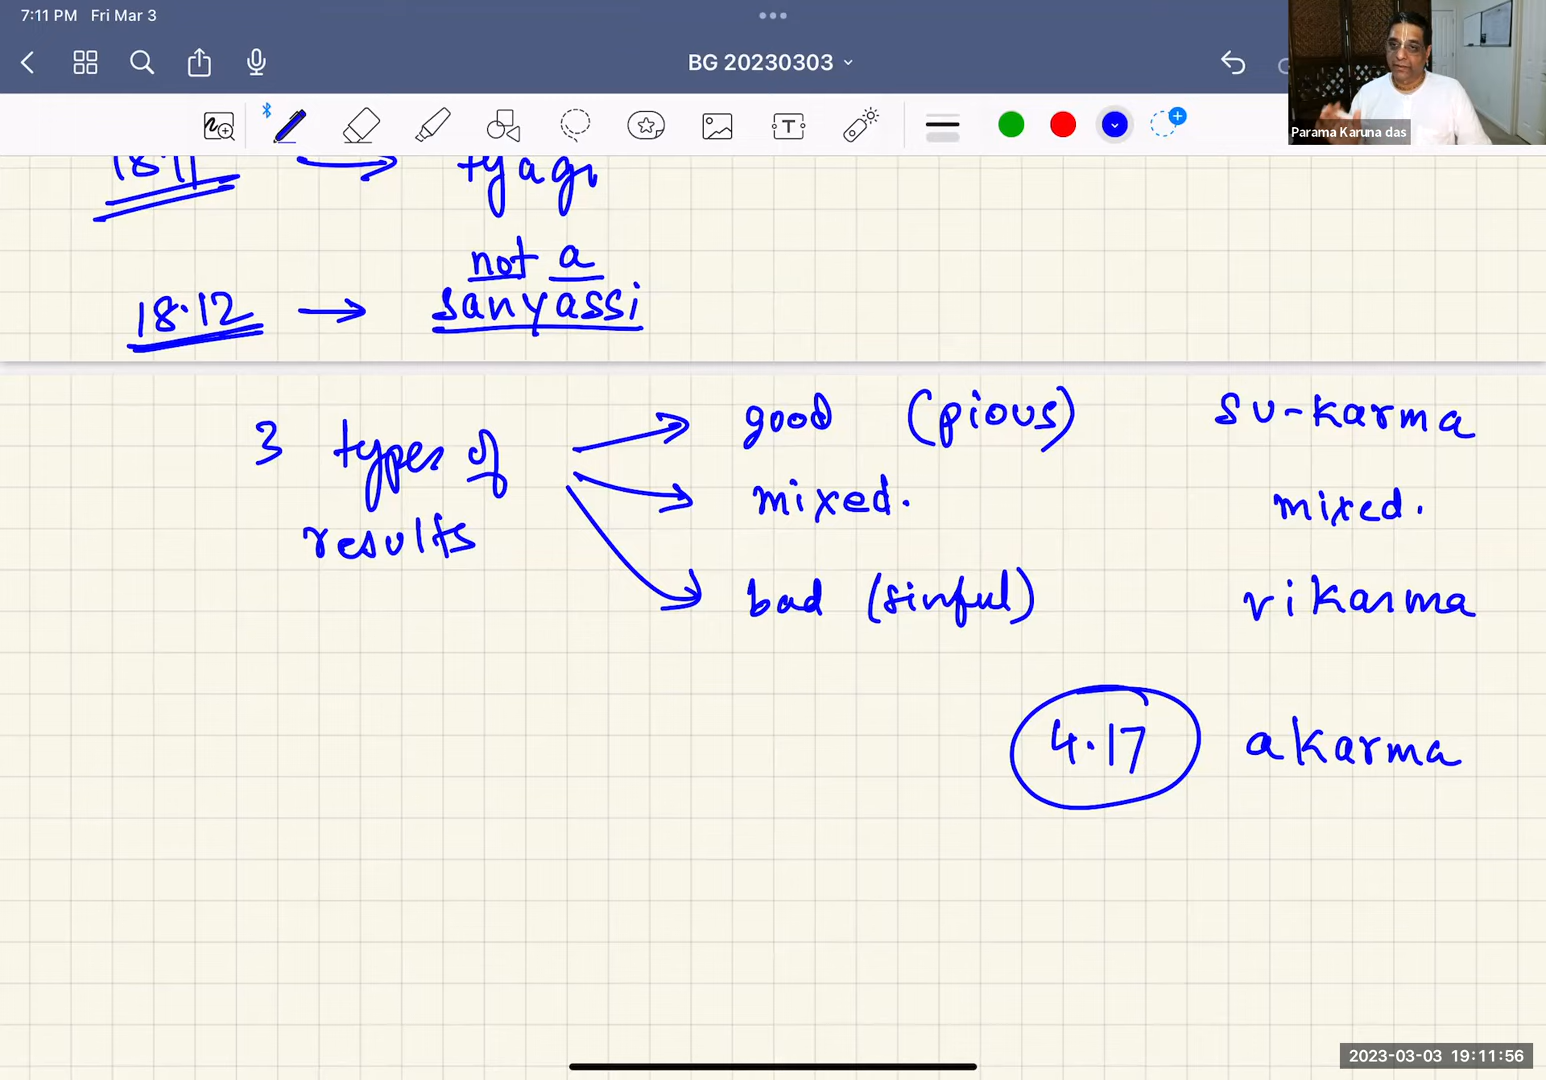 7:11 PM Fri Mar 3
BG 20230303
Parama Karuna das
18.11 → tyagi
not a
18.12 → sanyassi
3 types of
results
good (pious) su-karma
mixed. mixed.
bad (sinful) vikarma
4.17 akarma
2023-03-03 19:11:56